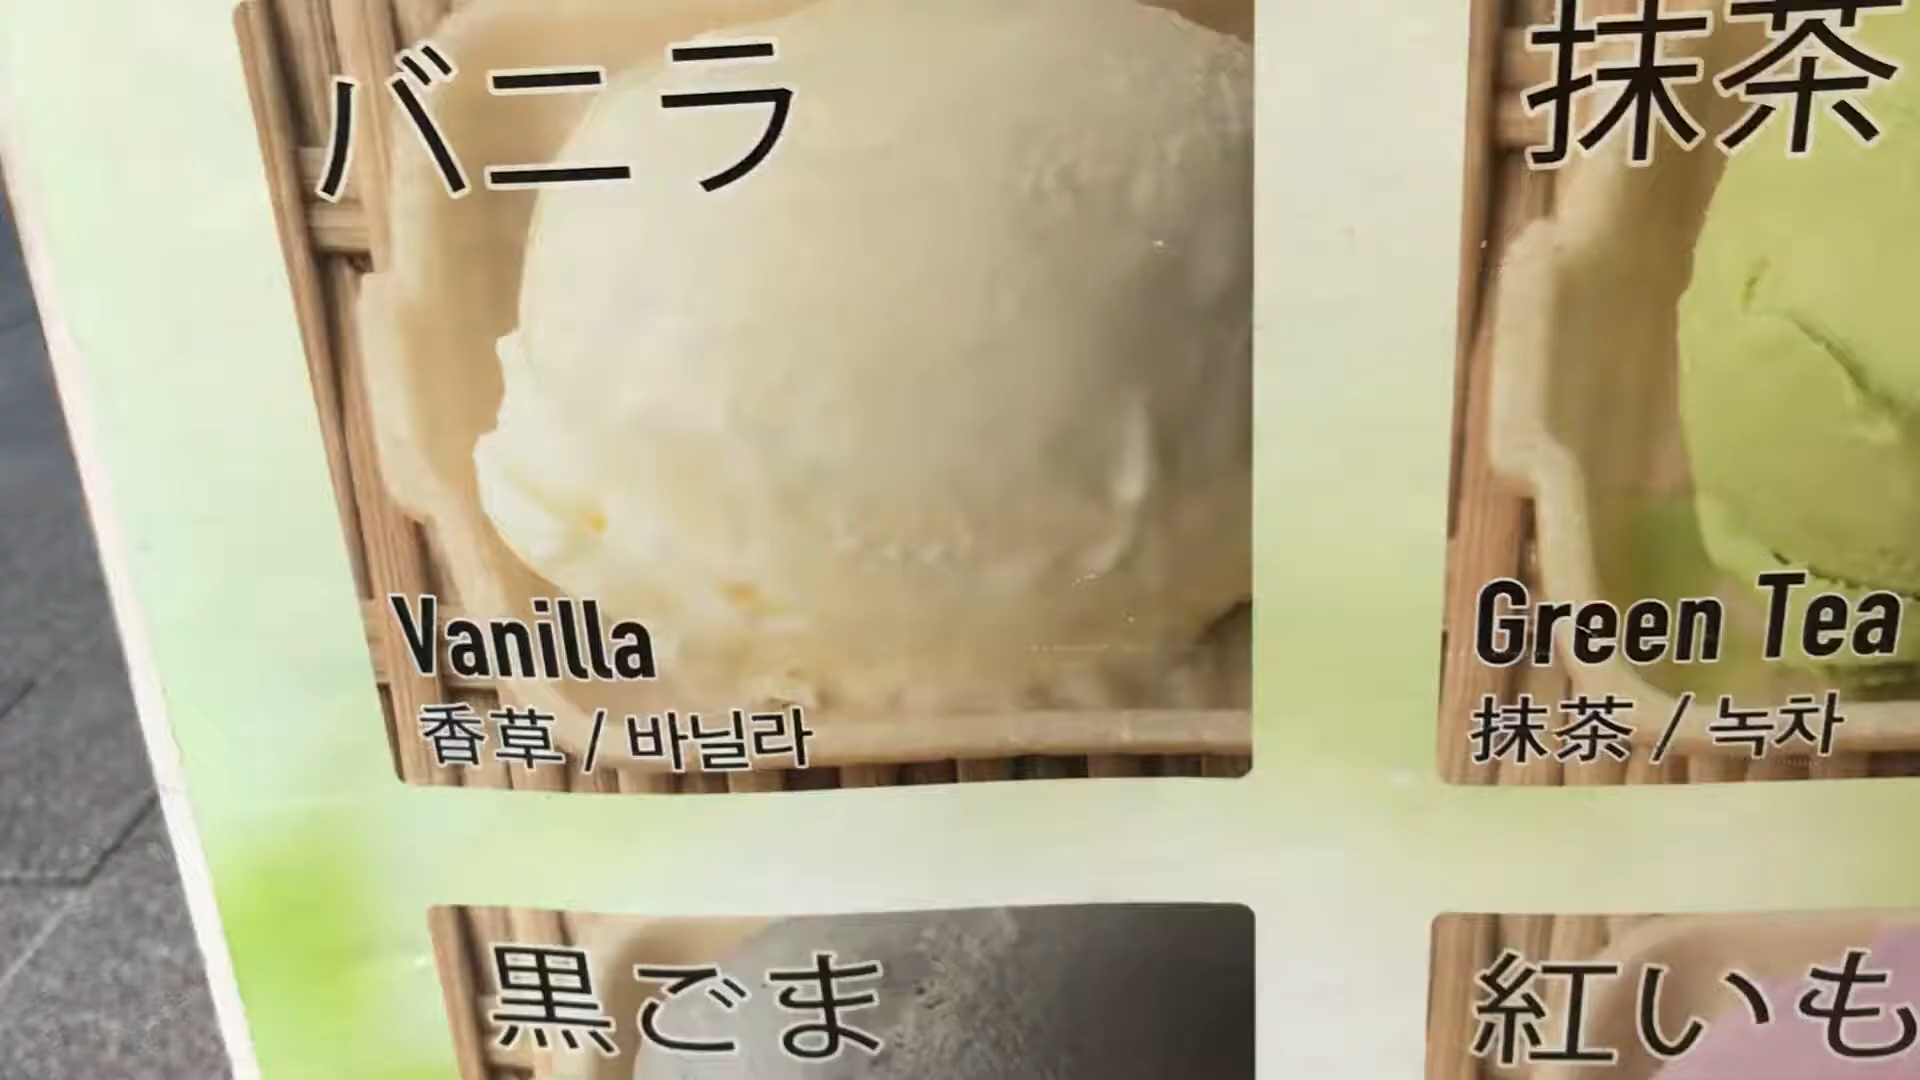 バニラ
Vanilla
香草 / 바닐라
抹茶
Green Tea
抹茶 / 녹차
黒ごま
紅いも